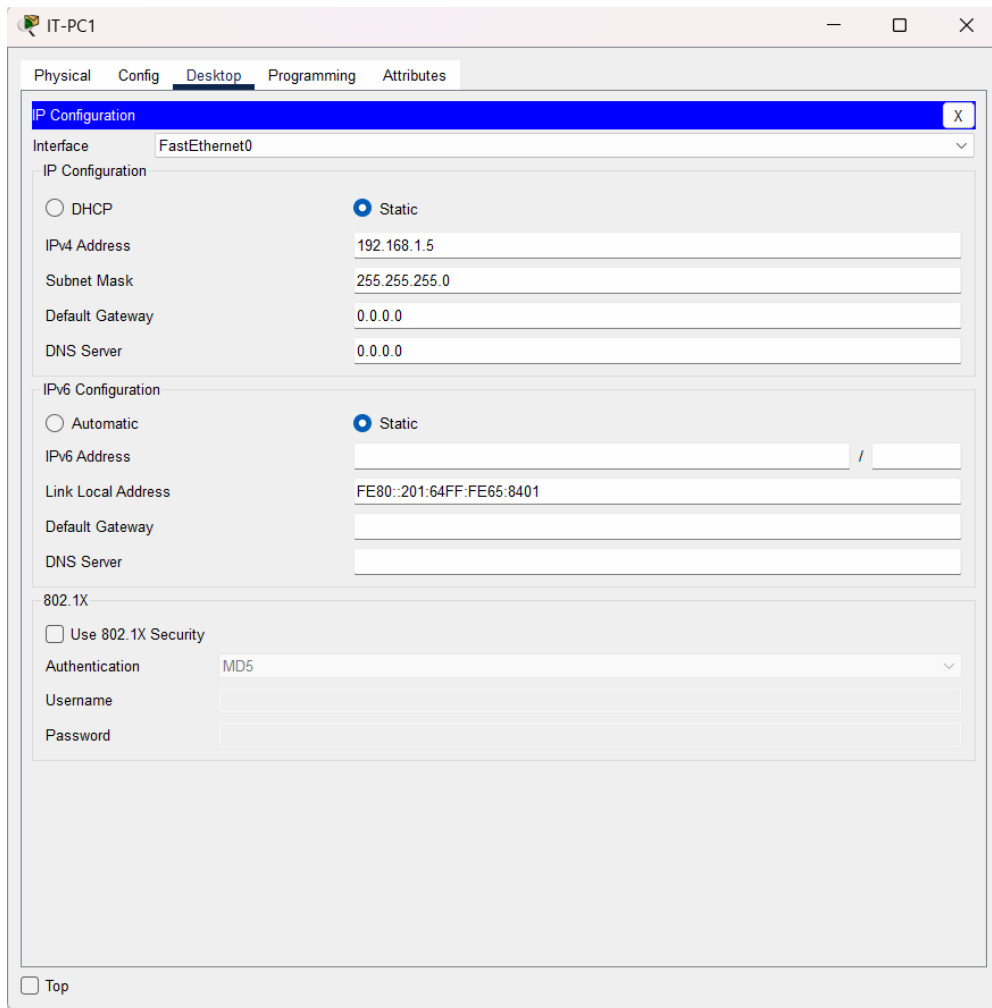 IT-PC1
Physical Config Desktop Programming Attributes
IP Configuration X
Interface FastEthernet0
IP Configuration
DHCP Static
IPv4 Address 192.168.1.5
Subnet Mask 255.255.255.0
Default Gateway 0.0.0.0
DNS Server 0.0.0.0
IPv6 Configuration
Automatic Static
IPv6 Address /
Link Local Address FE80::201:64FF:FE65:8401
Default Gateway
DNS Server
802.1X
Use 802.1X Security
Authentication MD5
Username
Password
Top